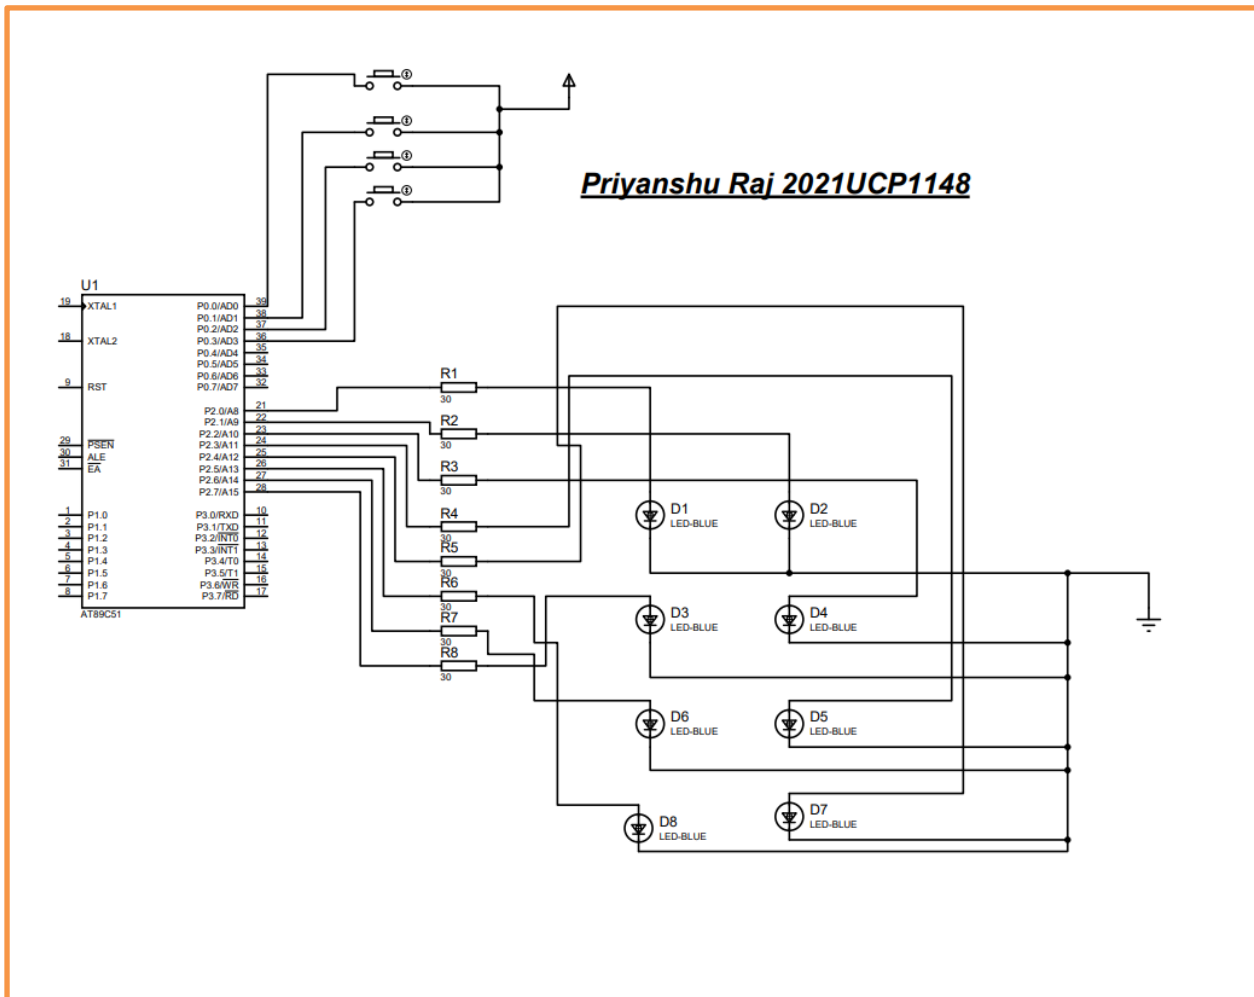 Priyanshu Raj 2021UCP1148
U1
19 XTAL1
18 XTAL2
9 RST
29 PSEN
30 ALE
31 EA
1 P1.0
2 P1.1
3 P1.2
4 P1.3
5 P1.4
6 P1.5
7 P1.6
8 P1.7
P0.0/AD0 39
P0.1/AD1 38
P0.2/AD2 37
P0.3/AD3 36
P0.4/AD4 35
P0.5/AD5 34
P0.6/AD6 33
P0.7/AD7 32
P2.0/A8 21
P2.1/A9 22
P2.2/A10 23
P2.3/A11 24
P2.4/A12 25
P2.5/A13 26
P2.6/A14 27
P2.7/A15 28
P3.0/RXD 10
P3.1/TXD 11
P3.2/INT0 12
P3.3/INT1 13
P3.4/T0 14
P3.5/T1 15
P3.6/WR 16
P3.7/RD 17
AT89C51
R1
30
R2
30
R3
30
R4
30
R5
30
R6
30
R7
30
R8
30
D1
LED-BLUE
D2
LED-BLUE
D3
LED-BLUE
D4
LED-BLUE
D6
LED-BLUE
D5
LED-BLUE
D8
LED-BLUE
D7
LED-BLUE